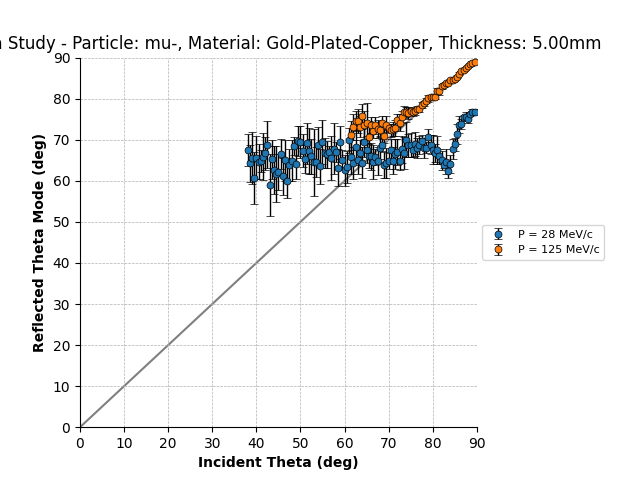 Study - Particle: mu-, Material: Gold-Plated-Copper, Thickness: 5.00mm
90
80
70
60
50
40
30
20
10
0
Reflected Theta Mode (deg)
0 10 20 30 40 50 60 70 80 90
Incident Theta (deg)
P = 28 MeV/c
P = 125 MeV/c